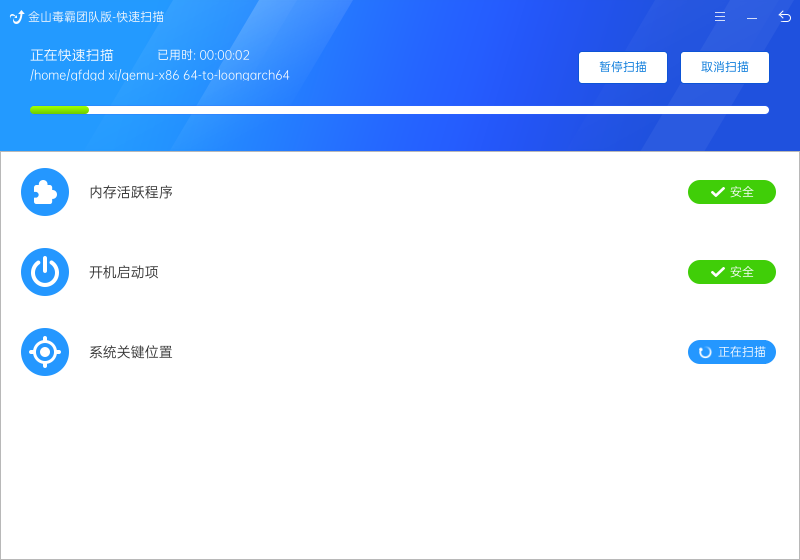 金山毒霸团队版-快速扫描
正在快速扫描 已用时: 00:00:02
/home/gfdgd xi/qemu-x86 64-to-loongarch64
暂停扫描 取消扫描
内存活跃程序 安全
开机启动项 安全
系统关键位置 正在扫描